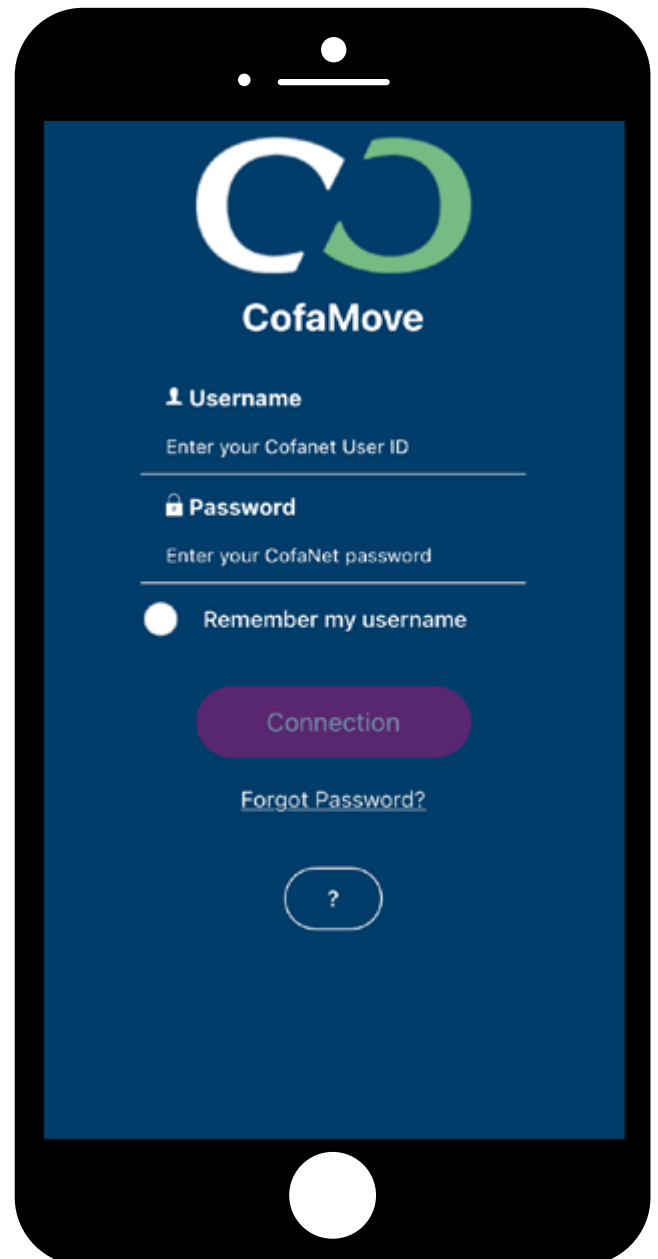 CofaMove
Username
Enter your Cofanet User ID
Password
Enter your CofaNet password
Remember my username
Connection
Forgot Password?
?